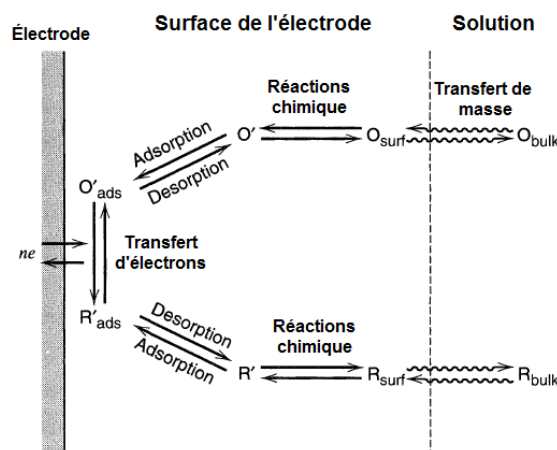 Électrode
Surface de l'électrode
Solution
Réactions
chimique
Transfert de
masse
Adsorption
Desorption
O'
O_surf
O_bulk
O'_ads
ne
Transfert
d'électrons
R'_ads
Desorption
Adsorption
Réactions
chimique
R'
R_surf
R_bulk